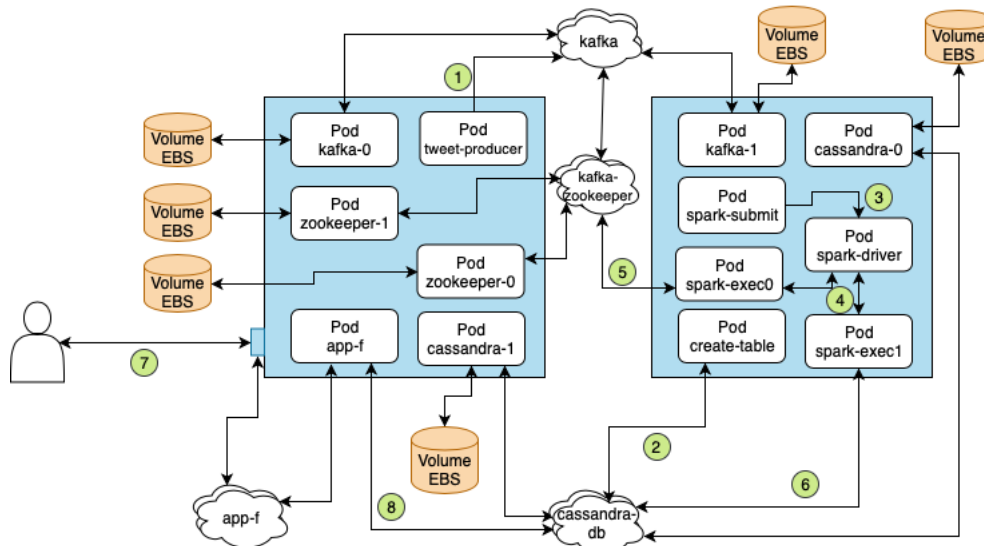 kafka
Volume
EBS
Volume
EBS
1
Pod
kafka-0
Pod
tweet-producer
Pod
kafka-1
Pod
cassandra-0
Volume
EBS
kafka-
zookeeper
Pod
zookeeper-1
Volume
EBS
Pod
spark-submit
3
Pod
spark-driver
Pod
zookeeper-0
Volume
EBS
5
Pod
spark-exec0
4
Pod
app-f
Pod
cassandra-1
Pod
create-table
Pod
spark-exec1
7
2
Volume
EBS
6
8
app-f
cassandra-
db